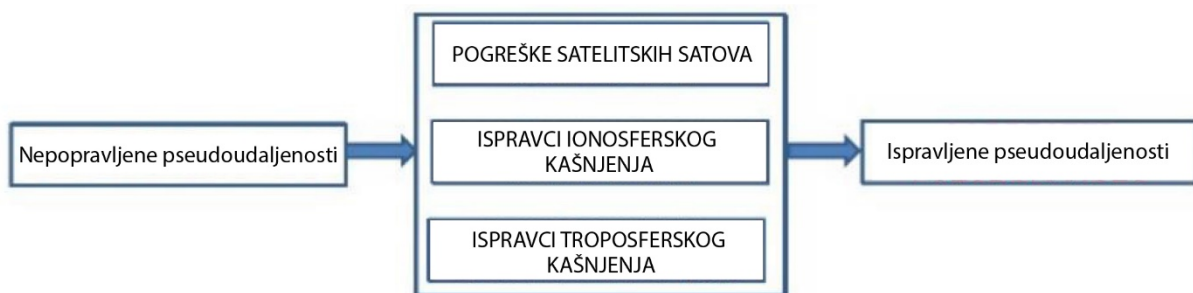 Nepopravljene pseudoudaljenosti
POGREŠKE SATELITSKIH SATOVA
ISPRAVCI IONOSFERSKOG
KAŠNJENJA
ISPRAVCI TROPOSFERSKOG
KAŠNJENJA
Ispravljene pseudoudaljenosti